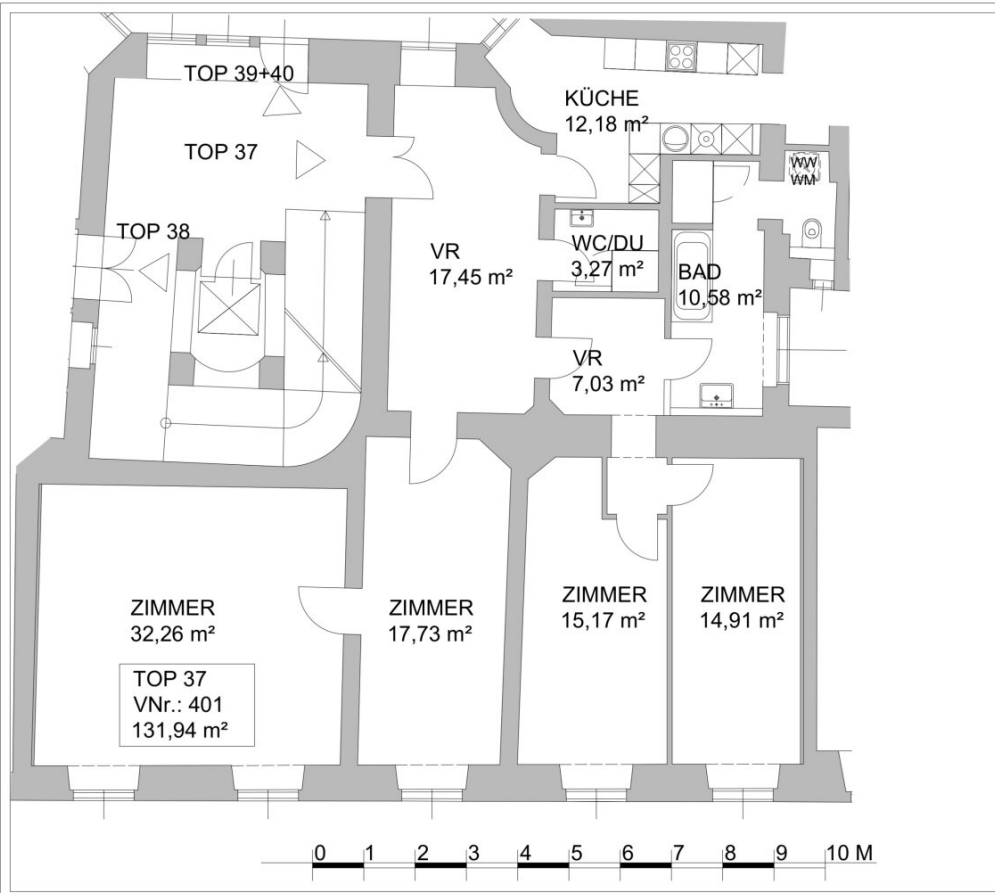 TOP 39+40
KÜCHE
12,18 m²
TOP 37
WW
WM
TOP 38
WC/DU
3,27 m²
VR
17,45 m²
BAD
10,58 m²
VR
7,03 m²
ZIMMER
32,26 m²
ZIMMER
17,73 m²
ZIMMER
15,17 m²
ZIMMER
14,91 m²
TOP 37
VNr.: 401
131,94 m²
0 1 2 3 4 5 6 7 8 9 10 M